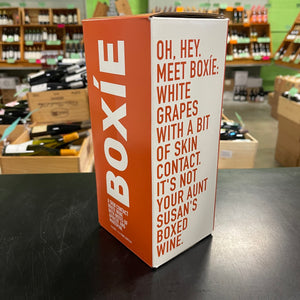 BOXÍE
OH, HEY.
MEET BOXÍE:
WHITE
GRAPES
WITH A BIT
OF SKIN
CONTACT.
IT'S NOT
YOUR AUNT
SUSAN'S
BOXED
WINE.